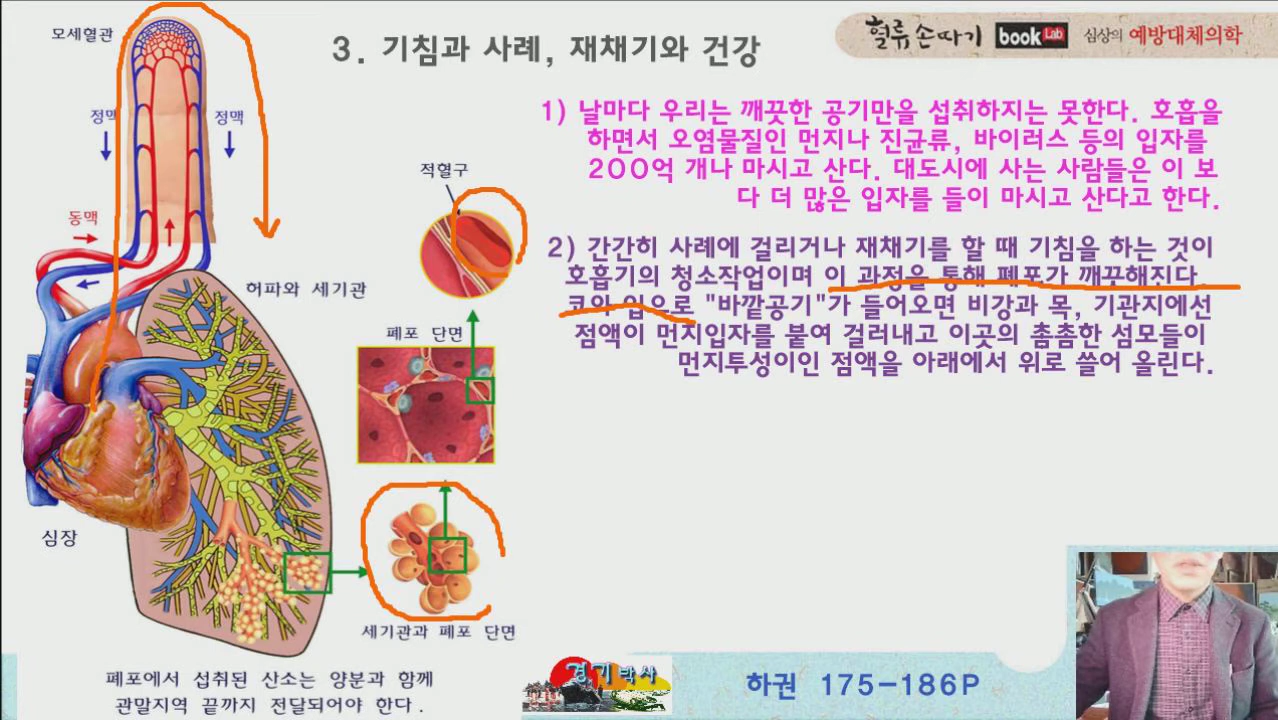 3. 기침과 사례, 재채기와 건강
혈류 손따기 book Lab 심상의 예방대체의학
1) 날마다 우리는 깨끗한 공기만을 섭취하지는 못한다. 호흡을
하면서 오염물질인 먼지나 진균류, 바이러스 등의 입자를
200억 개나 마시고 산다. 대도시에 사는 사람들은 이 보
다 더 많은 입자를 들이 마시고 산다고 한다.
2) 간간히 사례에 걸리거나 재채기를 할 때 기침을 하는 것이
호흡기의 청소작업이며 이 과정을 통해 폐포가 깨끗해진다.
코와 입으로 "바깥공기"가 들어오면 비강과 목, 기관지에선
점액이 먼지입자를 붙여 걸러내고 이곳의 촘촘한 섬모들이
먼지투성이인 점액을 아래에서 위로 쓸어 올린다.
모세혈관
정맥
정맥
동맥
적혈구
허파와 세기관
폐포 단면
심장
세기관과 폐포 단면
폐포에서 섭취된 산소는 양분과 함께
관말지역 끝까지 전달되어야 한다.
경기박사
하권 175-186P